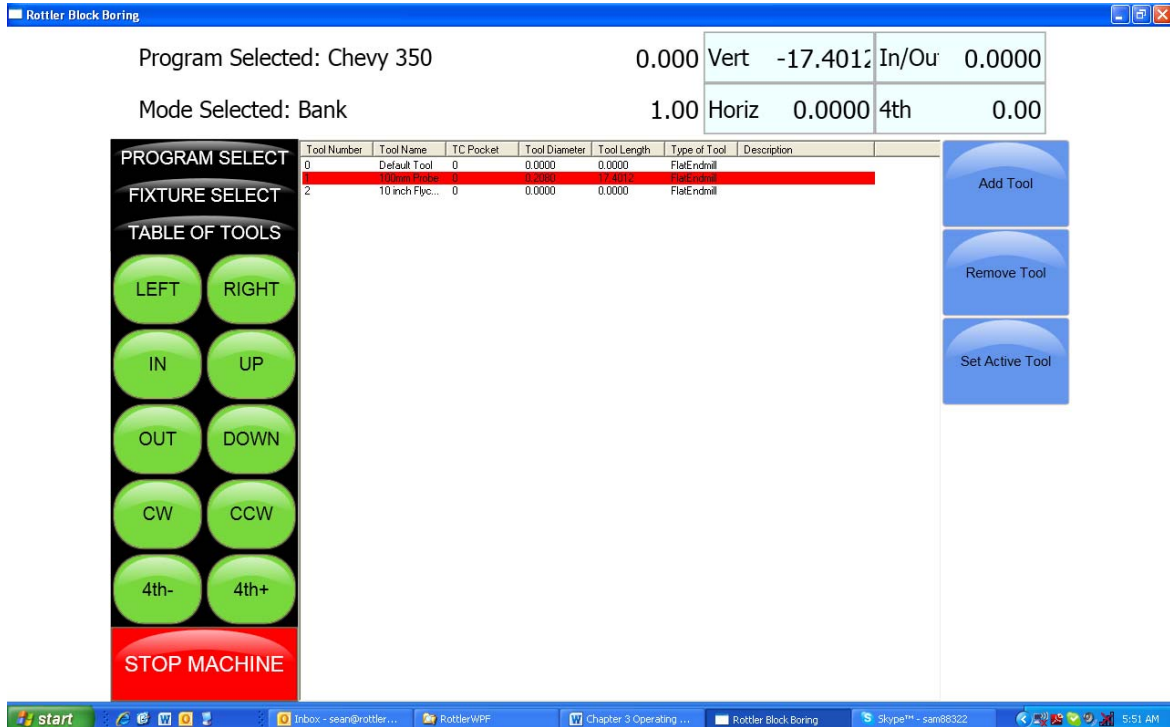 Rottler Block Boring
Program Selected: Chevy 350 0.000 Vert -17.4012 In/Ou 0.0000
Mode Selected: Bank 1.00 Horiz 0.0000 4th 0.00
PROGRAM SELECT
FIXTURE SELECT
TABLE OF TOOLS
Tool Number Tool Name TC Pocket Tool Diameter Tool Length Type of Tool Description
0 Default Tool 0 0.0000 0.0000 FlatEndmill
1 100mm Probe 0 0.2080 17.4012 FlatEndmill
2 10 inch Flyc... 0 0.0000 0.0000 FlatEndmill
Add Tool
Remove Tool
Set Active Tool
LEFT RIGHT
IN UP
OUT DOWN
CW CCW
4th- 4th+
STOP MACHINE
start Inbox - sean@rottler... RottlerWPF Chapter 3 Operating ... Rottler Block Boring Skype™ - sam88322 5:51 AM